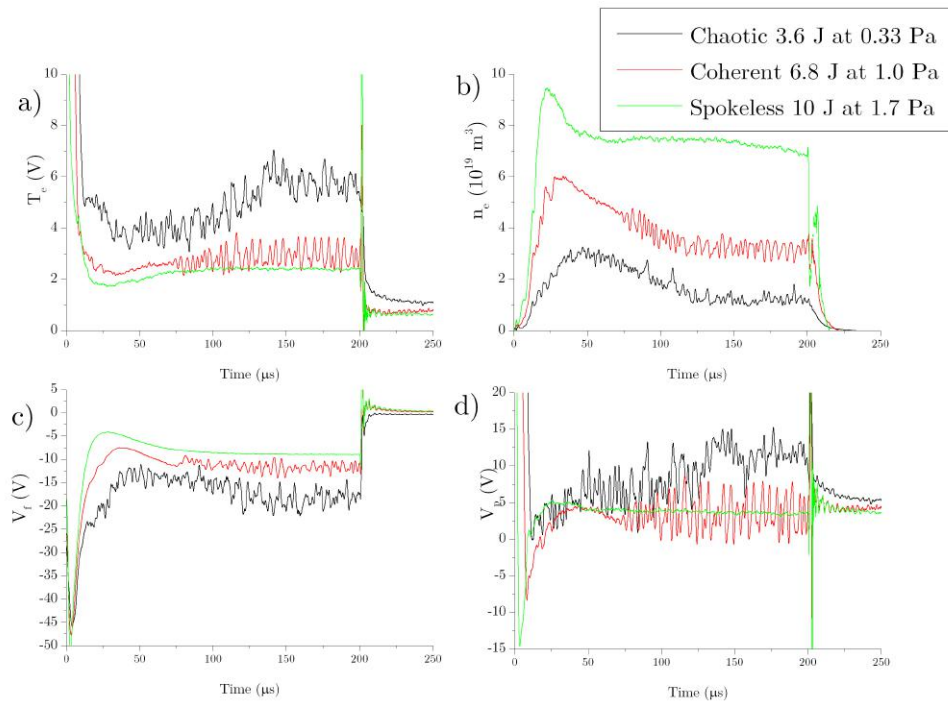 Chaotic 3.6 J at 0.33 Pa
Coherent 6.8 J at 1.0 Pa
Spokeless 10 J at 1.7 Pa
a)
T_e (V)
10
8
6
4
2
0
0 50 100 150 200 250
Time (μs)
b)
n_e (10^19 m^3)
10
8
6
4
2
0
0 50 100 150 200 250
Time (μs)
c)
V_f (V)
5
0
-5
-10
-15
-20
-25
-30
-35
-40
-45
-50
0 50 100 150 200 250
Time (μs)
d)
(V)
20
15
10
5
0
-5
-10
-15
0 50 100 150 200 250
Time (μs)